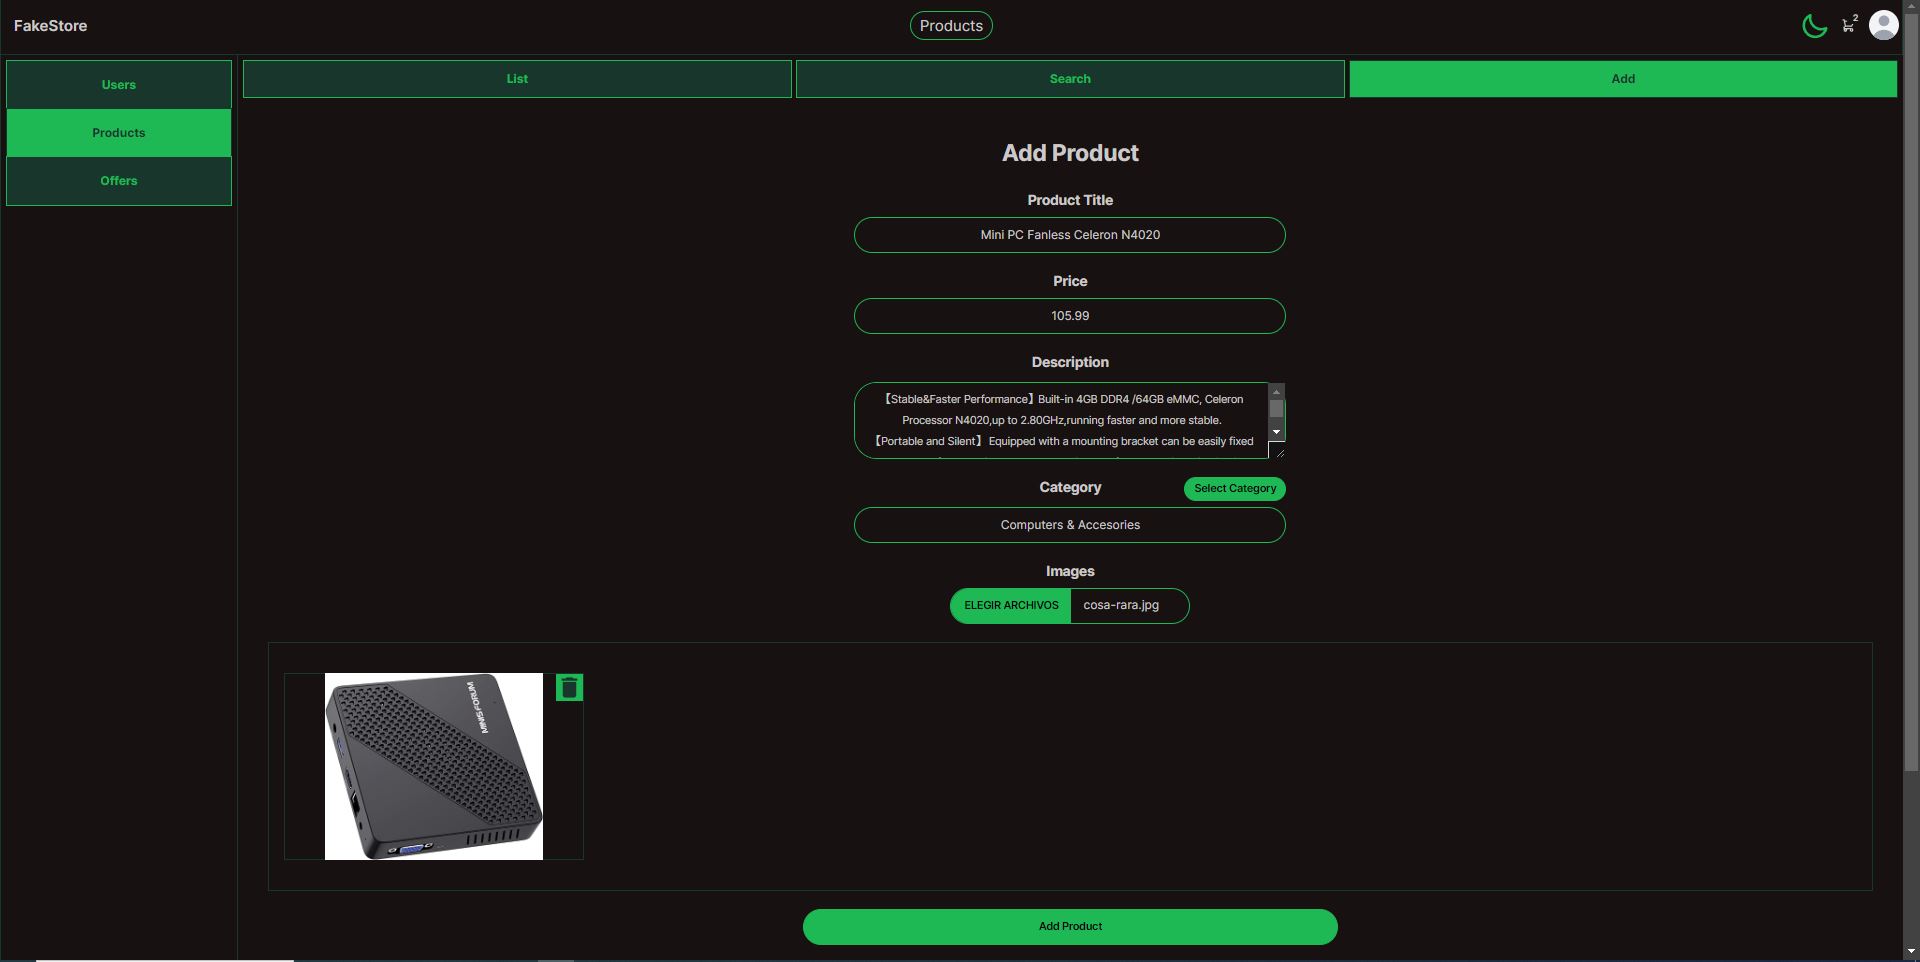 FakeStore
Products
2
Users
Products
Offers
List
Search
Add
Add Product
Product Title
Mini PC Fanless Celeron N4020
Price
105.99
Description
【Stable&Faster Performance】Built-in 4GB DDR4 /64GB eMMC, Celeron
Processor N4020,up to 2.80GHz,running faster and more stable.
【Portable and Silent】 Equipped with a mounting bracket can be easily fixed
Category
Select Category
Computers & Accesories
Images
ELEGIR ARCHIVOS
cosa-rara.jpg
MINISFORUM
Add Product